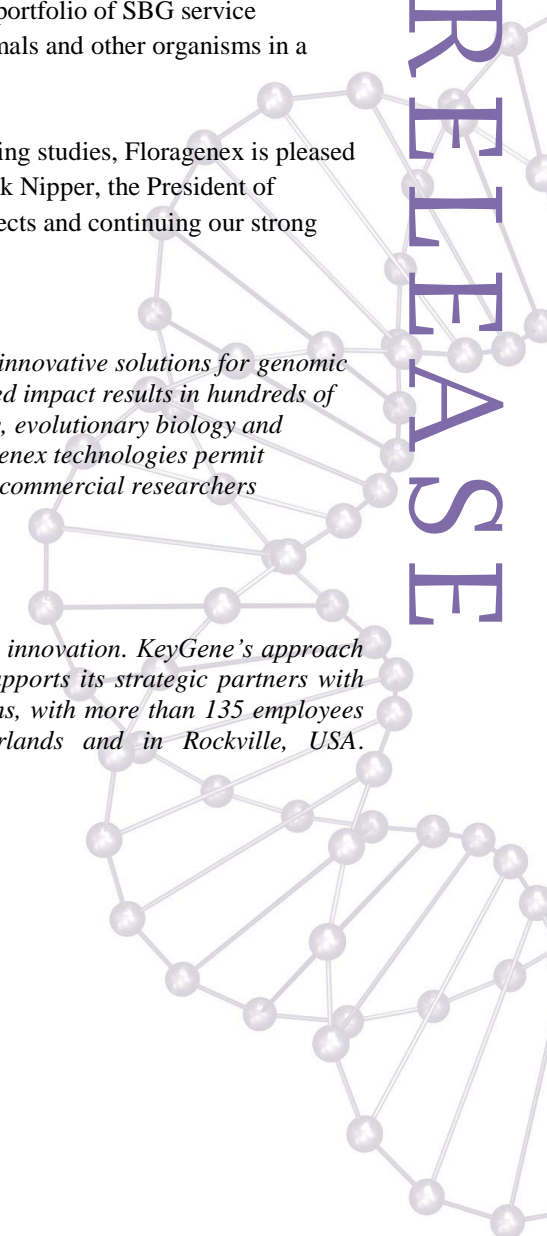 portfolio of SBG service
mals and other organisms in a
ing studies, Floragenex is pleased
k Nipper, the President of
ects and continuing our strong
innovative solutions for genomic
ed impact results in hundreds of
, evolutionary biology and
enex technologies permit
commercial researchers
innovation. KeyGene’s approach
pports its strategic partners with
ns, with more than 135 employees
rlands and in Rockville, USA.
RELEASE